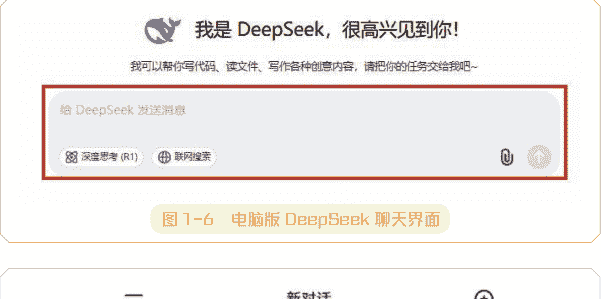 我是 DeepSeek，很高兴见到你！
我可以帮你写代码、读文件、写作各种创意内容，请把你的任务交给我吧~
给 DeepSeek 发送消息
深度思考 (R1) 联网搜索
图 1-6 电脑版 DeepSeek 聊天界面
新对话